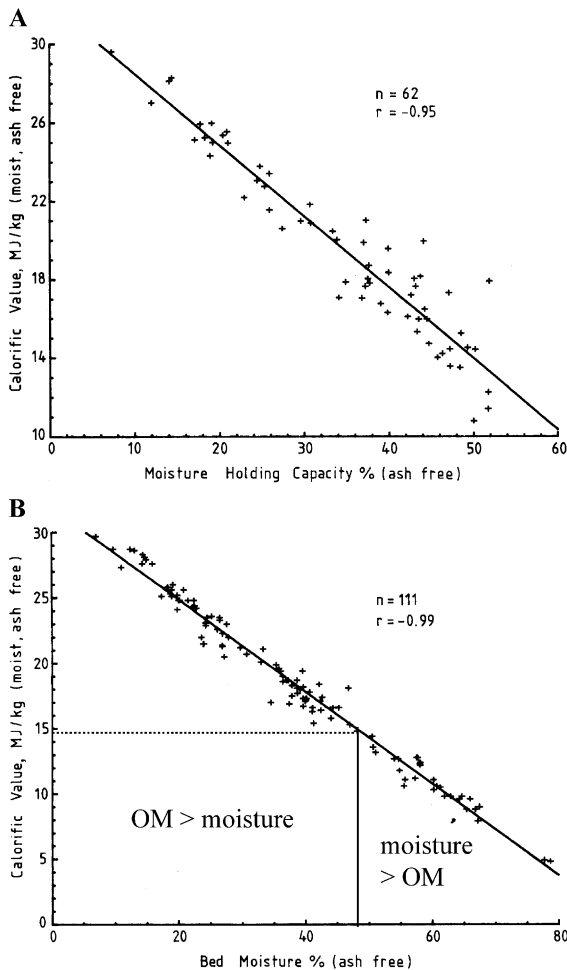 A
Calorific Value, MJ/kg (moist, ash free)
30
26
22
18
14
10
n = 62
r = -0.95
0
10
20
30
40
50
60
Moisture Holding Capacity % (ash free)
B
Calorific Value, MJ/kg (moist, ash free)
30
25
20
15
10
5
0
n = 111
r = -0.99
OM > moisture
moisture
> OM
0
20
40
60
80
Bed Moisture % (ash free)